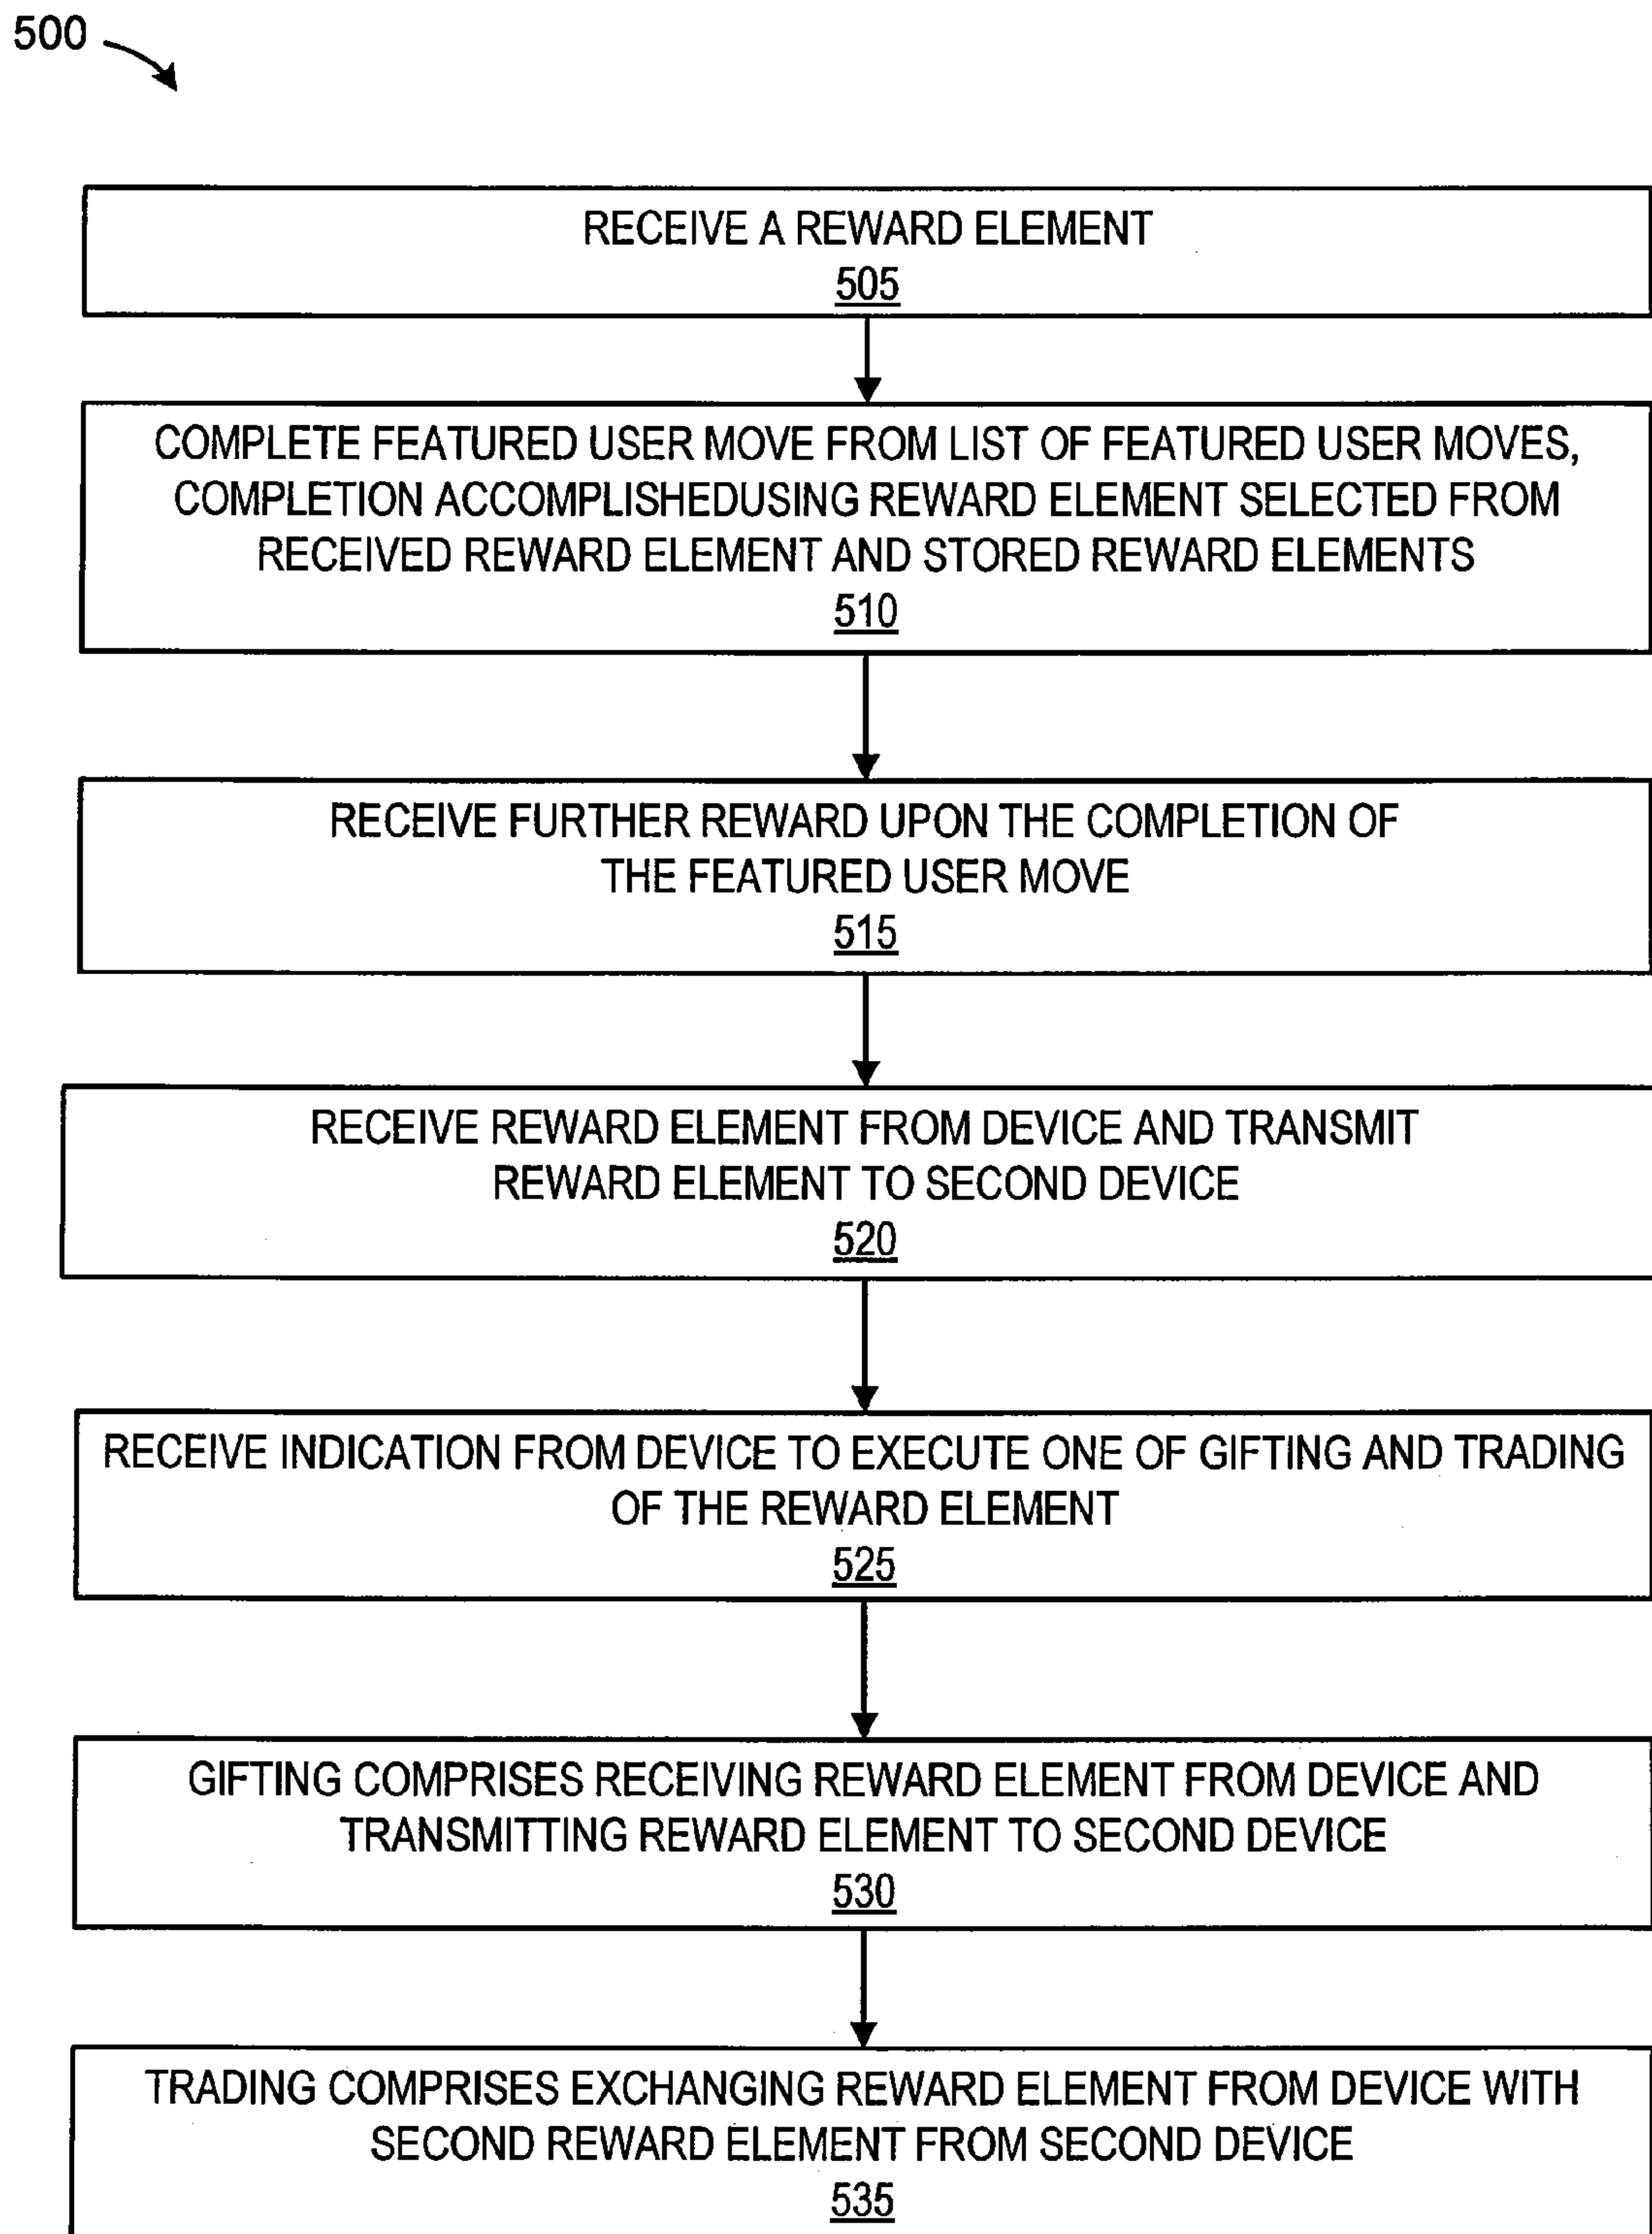 500
RECEIVE A REWARD ELEMENT
505
COMPLETE FEATURED USER MOVE FROM LIST OF FEATURED USER MOVES,
COMPLETION ACCOMPLISHEDUSING REWARD ELEMENT SELECTED FROM
RECEIVED REWARD ELEMENT AND STORED REWARD ELEMENTS
510
RECEIVE FURTHER REWARD UPON THE COMPLETION OF
THE FEATURED USER MOVE
515
RECEIVE REWARD ELEMENT FROM DEVICE AND TRANSMIT
REWARD ELEMENT TO SECOND DEVICE
520
RECEIVE INDICATION FROM DEVICE TO EXECUTE ONE OF GIFTING AND TRADING
OF THE REWARD ELEMENT
525
GIFTING COMPRISES RECEIVING REWARD ELEMENT FROM DEVICE AND
TRANSMITTING REWARD ELEMENT TO SECOND DEVICE
530
TRADING COMPRISES EXCHANGING REWARD ELEMENT FROM DEVICE WITH
SECOND REWARD ELEMENT FROM SECOND DEVICE
535